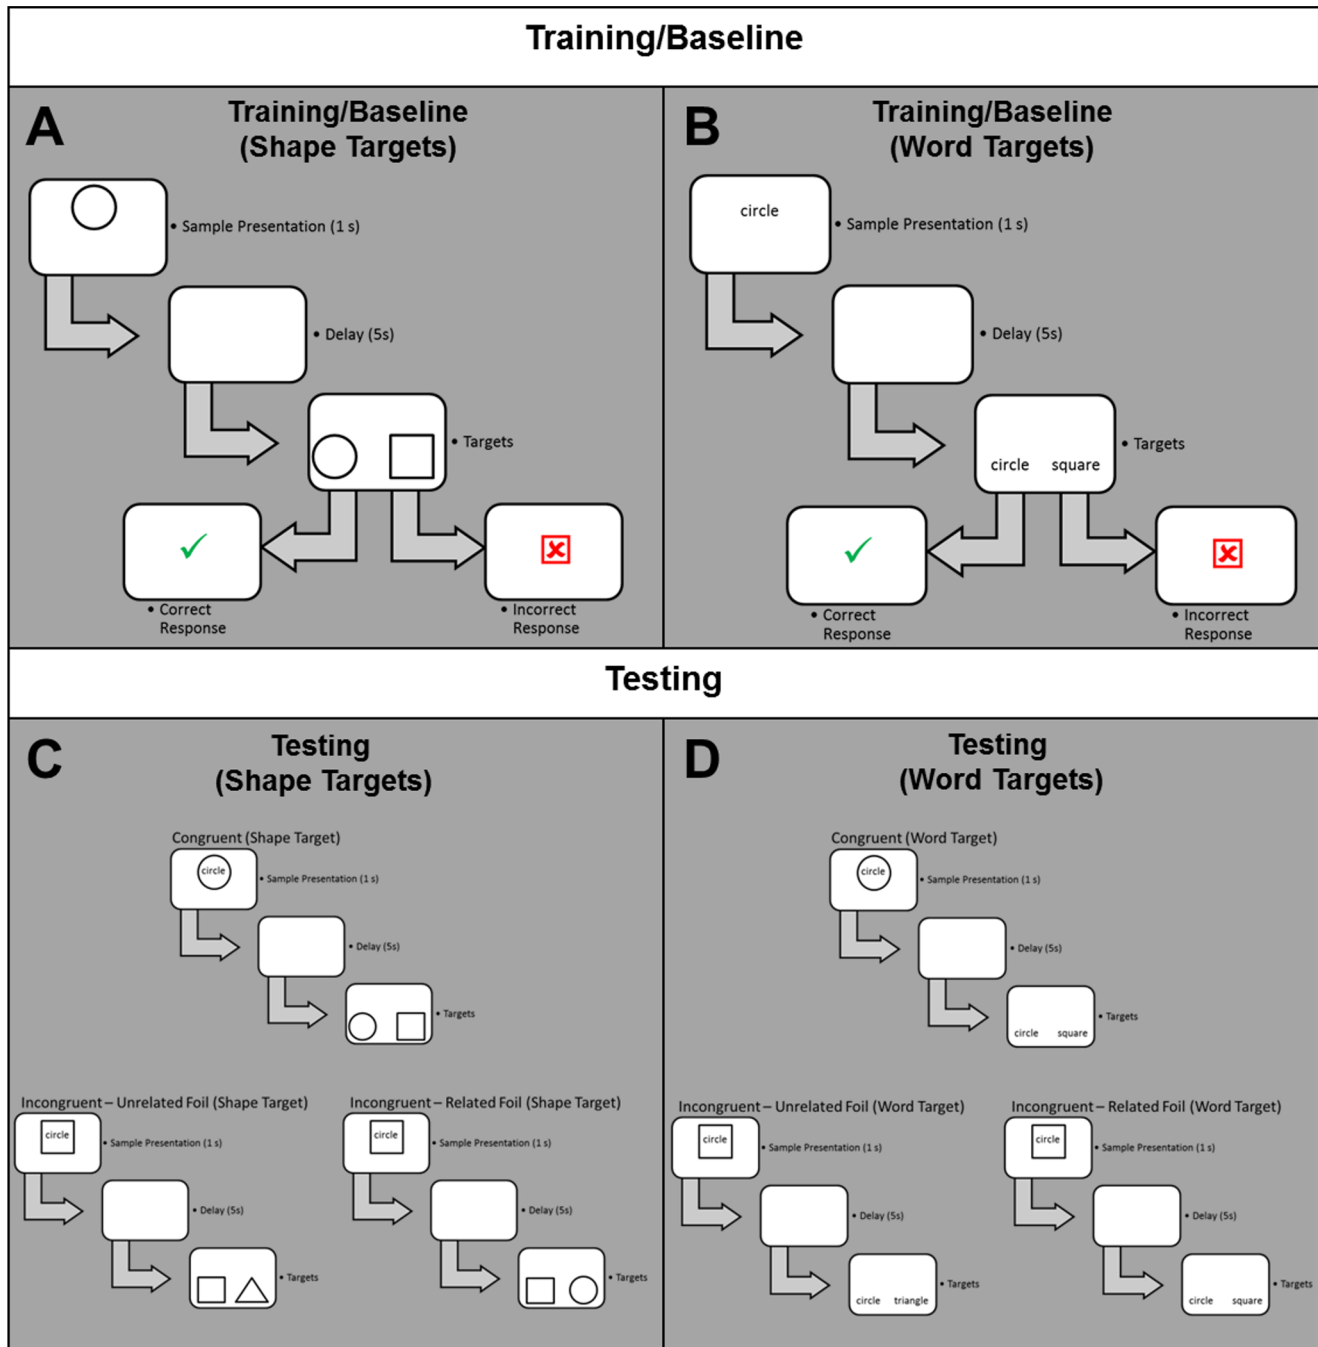 Training/Baseline
A
Training/Baseline
(Shape Targets)
• Sample Presentation (1 s)
• Delay (5s)
• Targets
• Correct
Response
• Incorrect
Response
B
Training/Baseline
(Word Targets)
circle
• Sample Presentation (1 s)
• Delay (5s)
• Targets
circle square
• Correct
Response
• Incorrect
Response
Testing
C
Testing
(Shape Targets)
Congruent (Shape Target)
circle
• Sample Presentation (1 s)
• Delay (5s)
• Targets
Incongruent – Unrelated Foil (Shape Target)
circle
• Sample Presentation (1 s)
• Delay (5s)
• Targets
Incongruent – Related Foil (Shape Target)
circle
• Sample Presentation (1 s)
• Delay (5s)
• Targets
D
Testing
(Word Targets)
Congruent (Word Target)
circle
• Sample Presentation (1 s)
• Delay (5s)
• Targets
circle square
Incongruent – Unrelated Foil (Word Target)
circle
• Sample Presentation (1 s)
• Delay (5s)
• Targets
circle triangle
Incongruent – Related Foil (Word Target)
circle
• Sample Presentation (1 s)
• Delay (5s)
• Targets
circle square